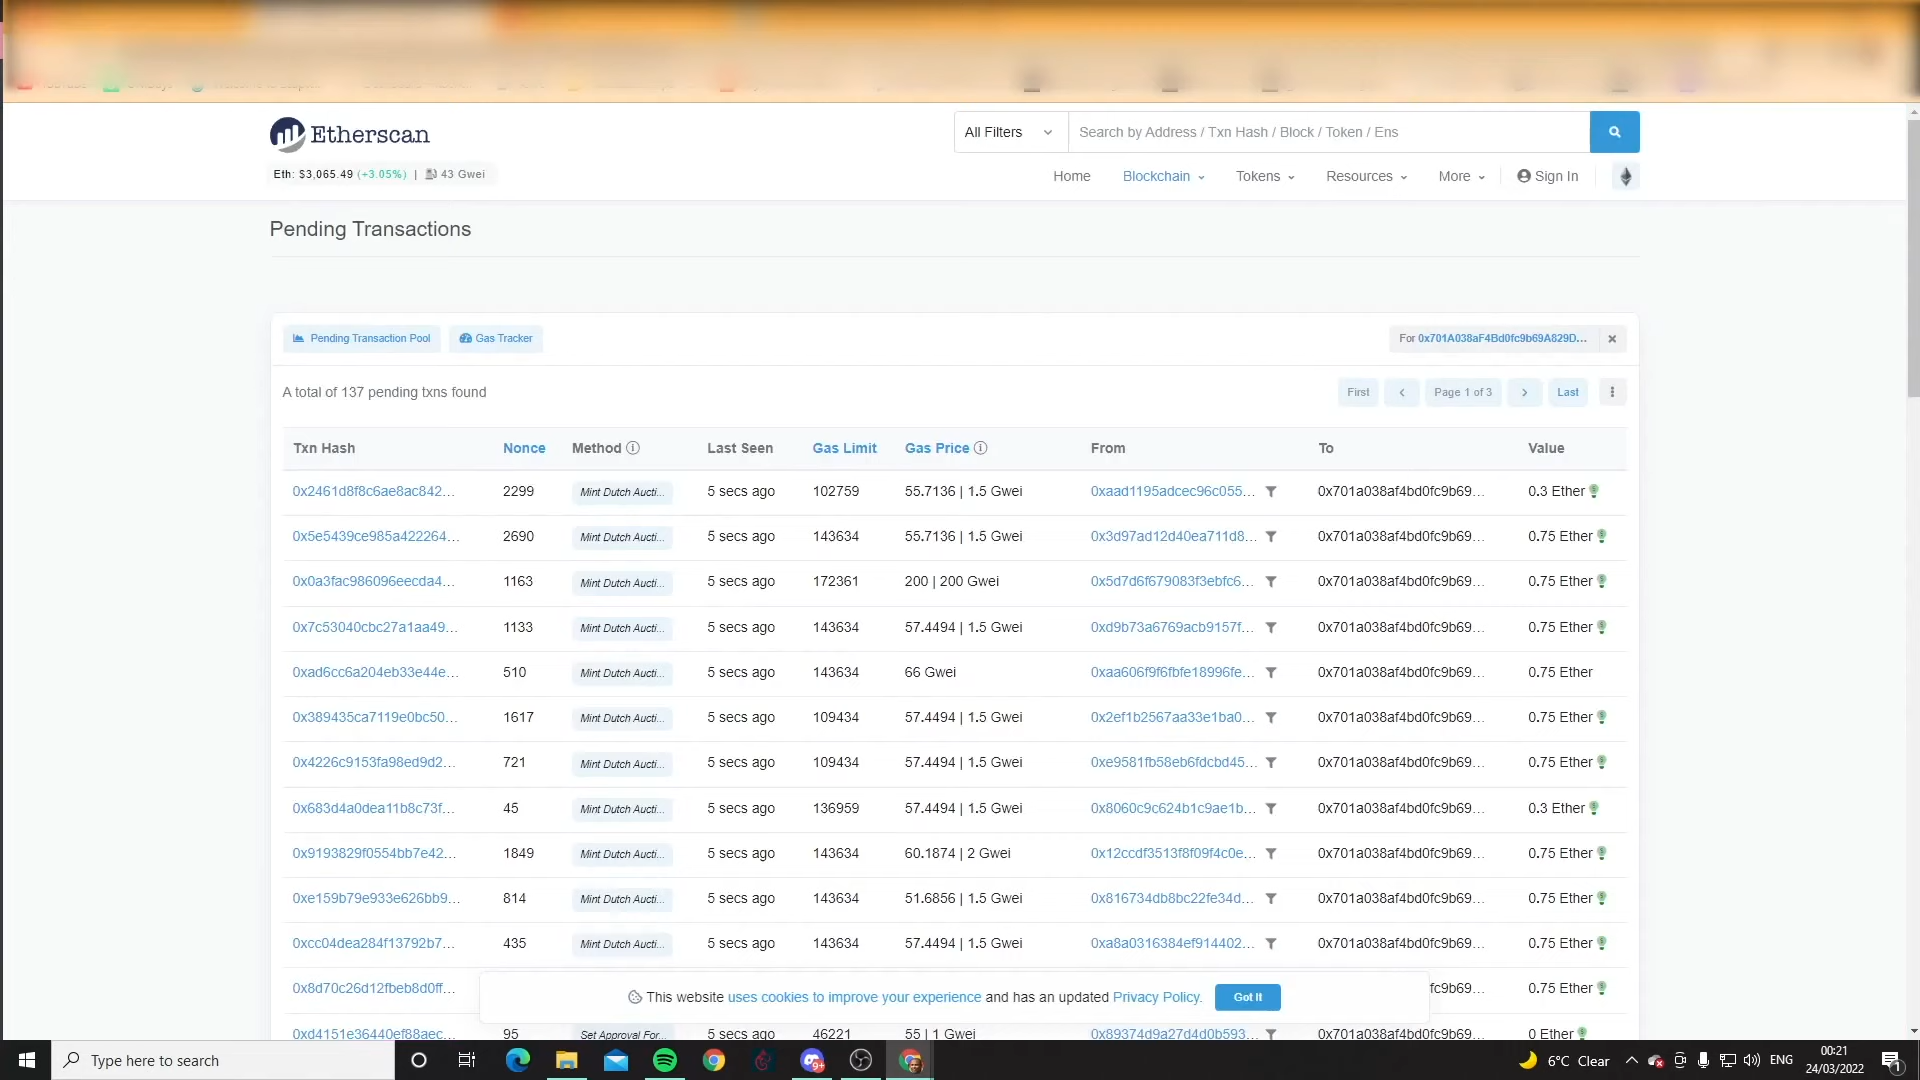 Etherscan
All Filters
Search by Address / Txn Hash / Block / Token / Ens
Eth: $3,065.49 (+3.05%) | 43 Gwei
Home Blockchain Tokens Resources More Sign In
Pending Transactions
Pending Transaction Pool Gas Tracker For 0x701A038aF4Bd0fc9b69A829D...
A total of 137 pending txns found First Page 1 of 3 Last
Txn Hash Nonce Method Last Seen Gas Limit Gas Price From To Value
0x2461d8f8c6ae8ac842... 2299 Mint Dutch Aucti... 5 secs ago 102759 55.7136 | 1.5 Gwei 0xaad1195adcec96c055... 0x701a038af4bd0fc9b69... 0.3 Ether
0x5e5439ce985a422264... 2690 Mint Dutch Aucti... 5 secs ago 143634 55.7136 | 1.5 Gwei 0x3d97ad12d40ea711d8... 0x701a038af4bd0fc9b69... 0.75 Ether
0x0a3fac986096eecda4... 1163 Mint Dutch Aucti... 5 secs ago 172361 200 | 200 Gwei 0x5d7d6f679083f3ebfc6... 0x701a038af4bd0fc9b69... 0.75 Ether
0x7c53040cbc27a1aa49... 1133 Mint Dutch Aucti... 5 secs ago 143634 57.4494 | 1.5 Gwei 0xd9b73a6769acb9157f... 0x701a038af4bd0fc9b69... 0.75 Ether
0xad6cc6a204eb33e44e... 510 Mint Dutch Aucti... 5 secs ago 143634 66 Gwei 0xaa606f9f6fbfe18996fe... 0x701a038af4bd0fc9b69... 0.75 Ether
0x389435ca7119e0bc50... 1617 Mint Dutch Aucti... 5 secs ago 109434 57.4494 | 1.5 Gwei 0x2ef1b2567aa33e1ba0... 0x701a038af4bd0fc9b69... 0.75 Ether
0x4226c9153fa98ed9d2... 721 Mint Dutch Aucti... 5 secs ago 109434 57.4494 | 1.5 Gwei 0xe9581fb58eb6fdcbd45... 0x701a038af4bd0fc9b69... 0.75 Ether
0x683d4a0dea11b8c73f... 45 Mint Dutch Aucti... 5 secs ago 136959 57.4494 | 1.5 Gwei 0x8060c9c624b1c9ae1b... 0x701a038af4bd0fc9b69... 0.3 Ether
0x9193829f0554bb7e42... 1849 Mint Dutch Aucti... 5 secs ago 143634 60.1874 | 2 Gwei 0x12ccdf3513f8f09f4c0e... 0x701a038af4bd0fc9b69... 0.75 Ether
0xe159b79e933e626bb9... 814 Mint Dutch Aucti... 5 secs ago 143634 51.6856 | 1.5 Gwei 0x816734db8bc22fe34d... 0x701a038af4bd0fc9b69... 0.75 Ether
0xcc04dea284f13792b7... 435 Mint Dutch Aucti... 5 secs ago 143634 57.4494 | 1.5 Gwei 0xa8a0316384ef914402... 0x701a038af4bd0fc9b69... 0.75 Ether
0x8d70c26d12fbeb8d0ff... fc9b69... 0.75 Ether
This website uses cookies to improve your experience and has an updated Privacy Policy. Got It
0xd4151e36440ef88aec... 95 Set Approval For... 5 secs ago 46221 55 | 1 Gwei 0x89374d9a27d4d0b593... 0x701a038af4bd0fc9b69... 0 Ether
Type here to search 9+ 6°C Clear ENG 00:21
24/03/2022 1